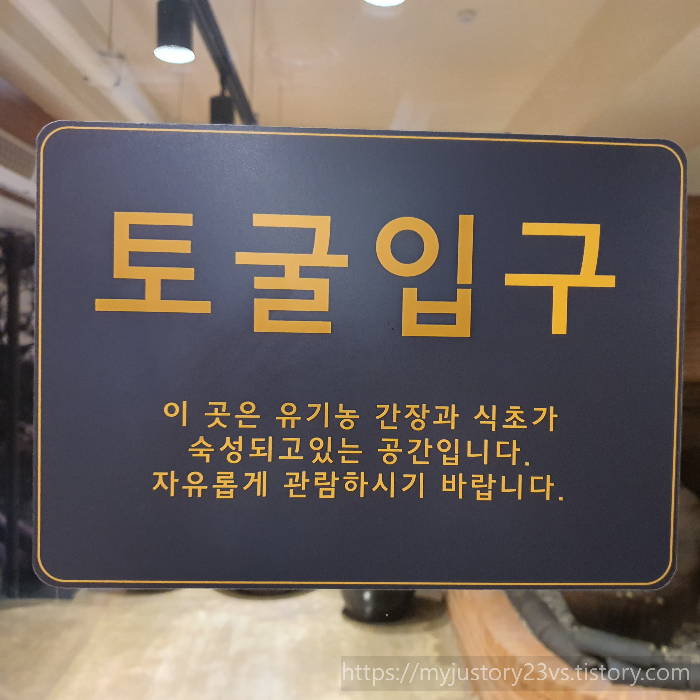 토굴입구
이 곳은 유기농 간장과 식초가
숙성되고있는 공간입니다.
자유롭게 관람하시기 바랍니다.
https://myjustory23vs.tistory.com